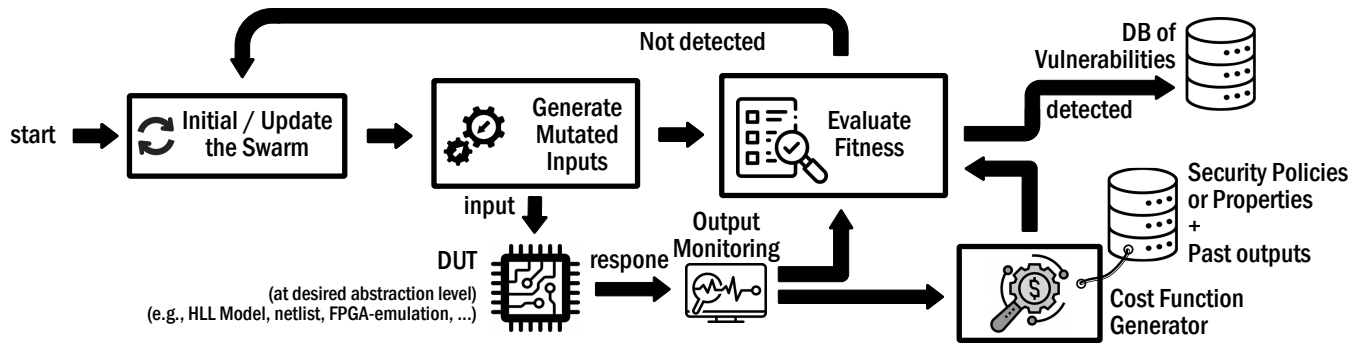 Not detected
DB of
Vulnerabilities
detected
start
Initial / Update
the Swarm
Generate
Mutated
Inputs
Evaluate
Fitness
input
Security Policies
or Properties
+
Past outputs
DUT
(at desired abstraction level)
(e.g., HLL Model, netlist, FPGA-emulation, ...)
respone
Output
Monitoring
$
Cost Function
Generator